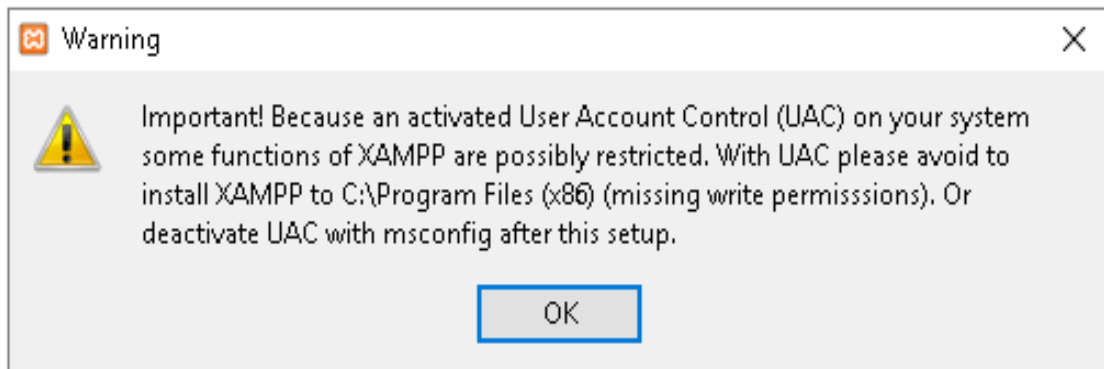 Warning
Important! Because an activated User Account Control (UAC) on your system
some functions of XAMPP are possibly restricted. With UAC please avoid to
install XAMPP to C:\Program Files (x86) (missing write permisssions). Or
deactivate UAC with msconfig after this setup.
OK